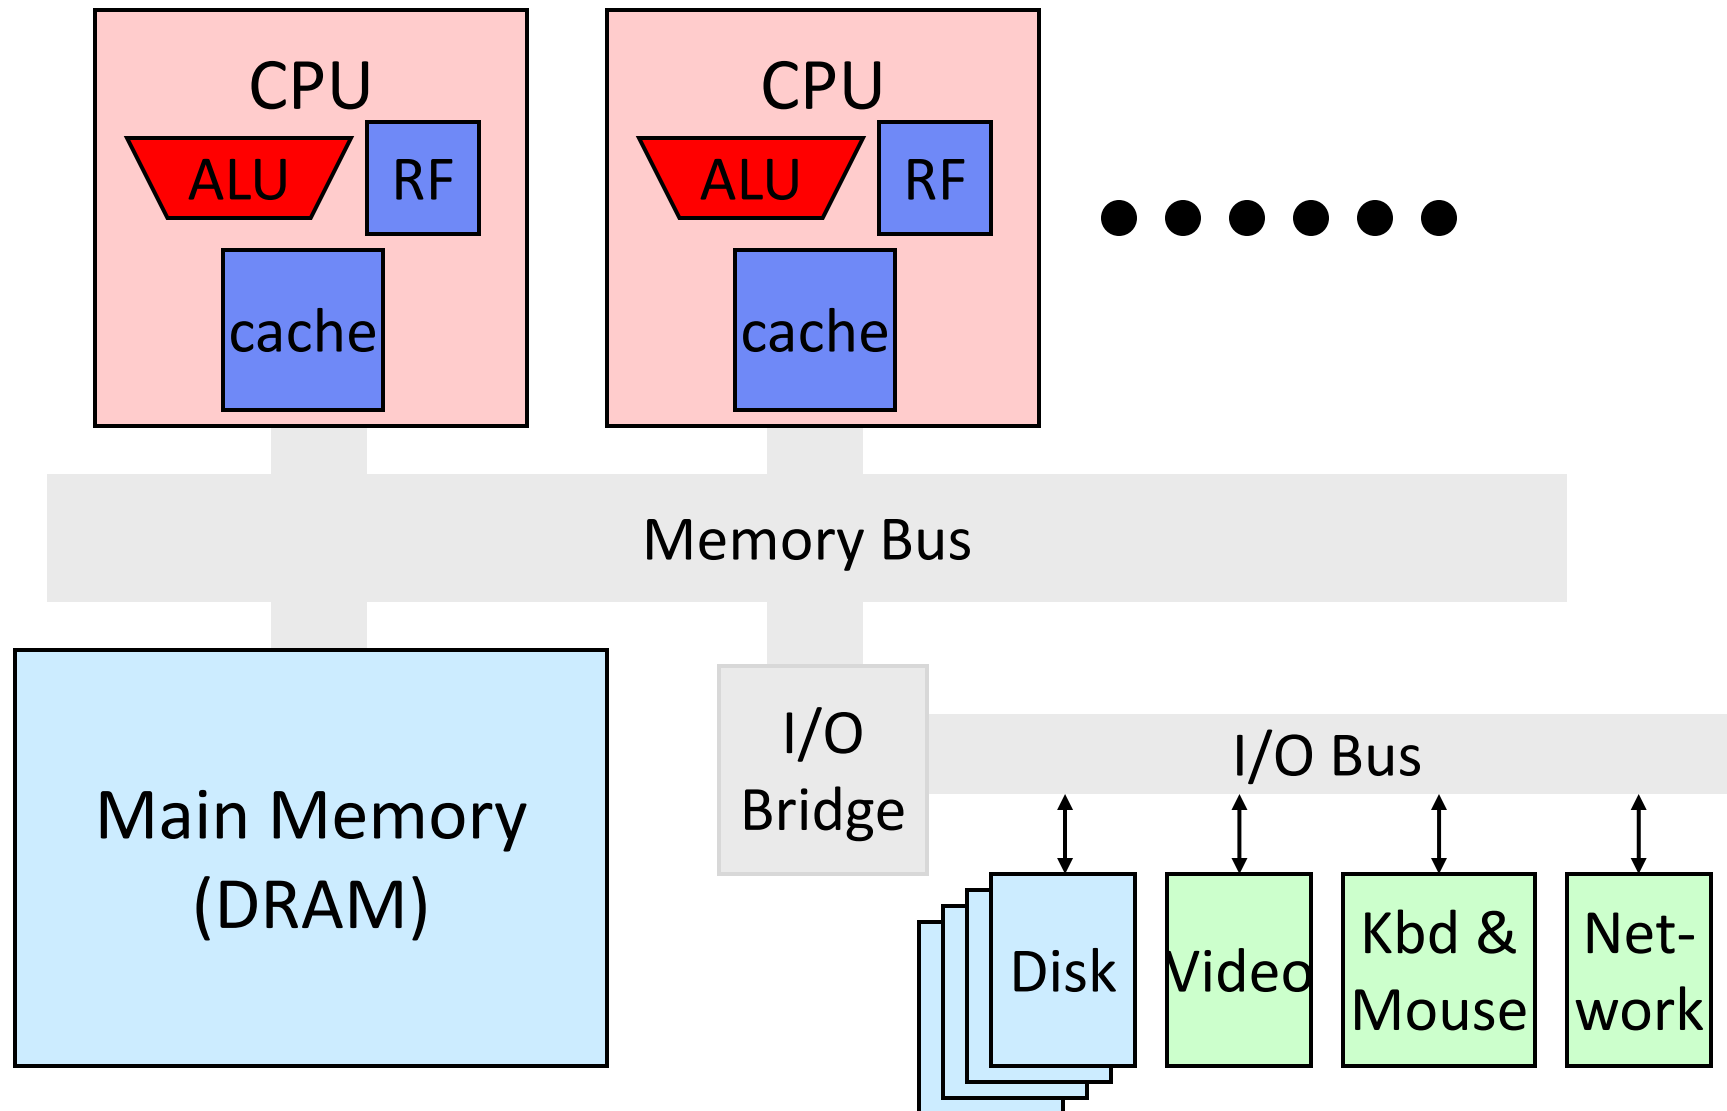 CPU
ALU
RF
cache
CPU
ALU
RF
cache
Memory Bus
Main Memory
(DRAM)
I/O
Bridge
I/O Bus
Disk
Video
Kbd &
Mouse
Net-
work